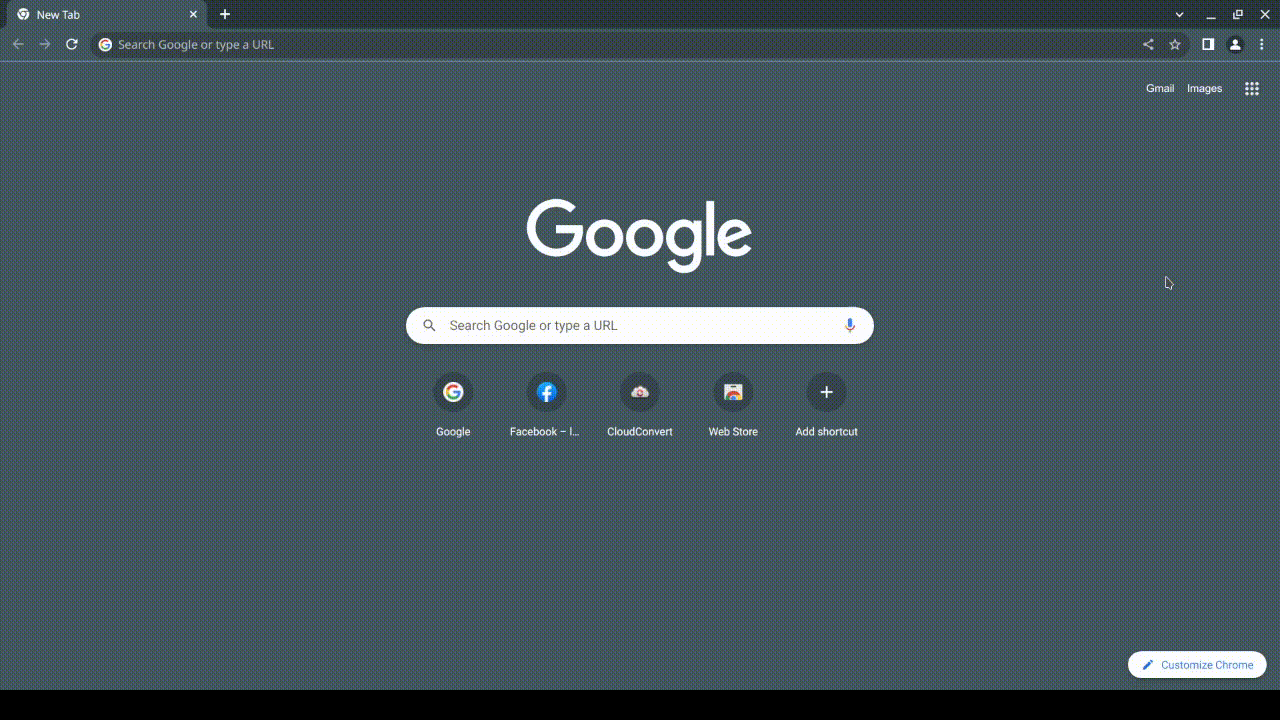 New Tab
Search Google or type a URL
Gmail Images
Google
Search Google or type a URL
Google Facebook – l... CloudConvert Web Store Add shortcut
Customize Chrome